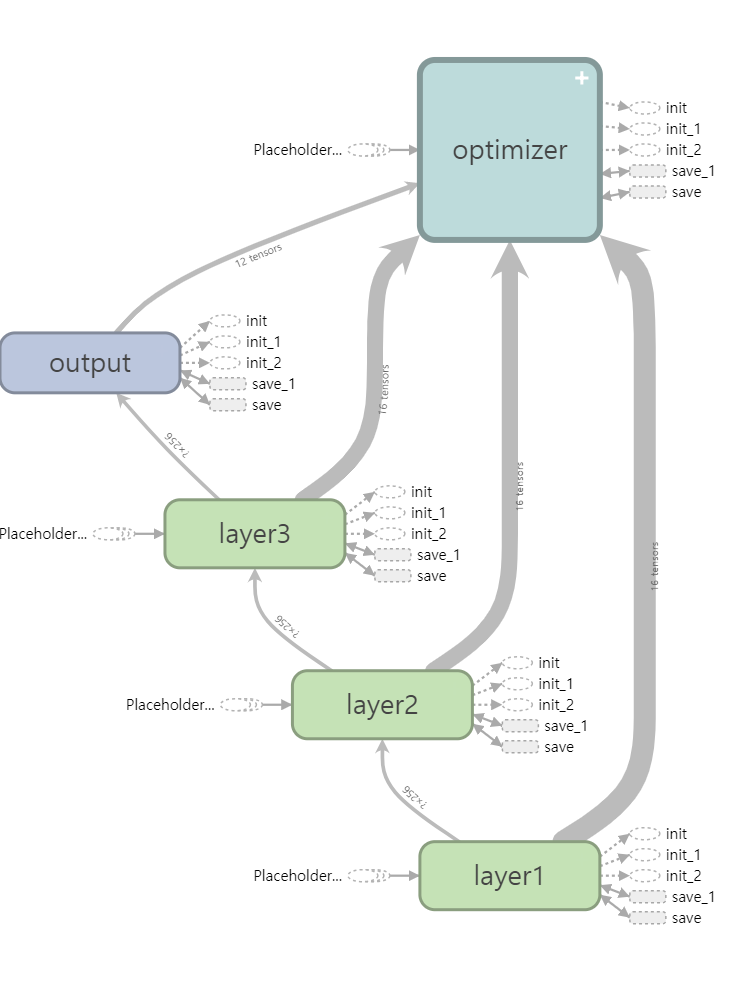 init
init_1
Placeholder...
optimizer
init_2
save_1
save
12 tensors
init
init_1
output
init_2
save_1
save
16 tensors
?×256
init
init_1
Placeholder...
layer3
init_2
save_1
save
16 tensors
16 tensors
?×256
init
init_1
Placeholder...
layer2
init_2
save_1
save
?×256
init
init_1
Placeholder...
layer1
init_2
save_1
save